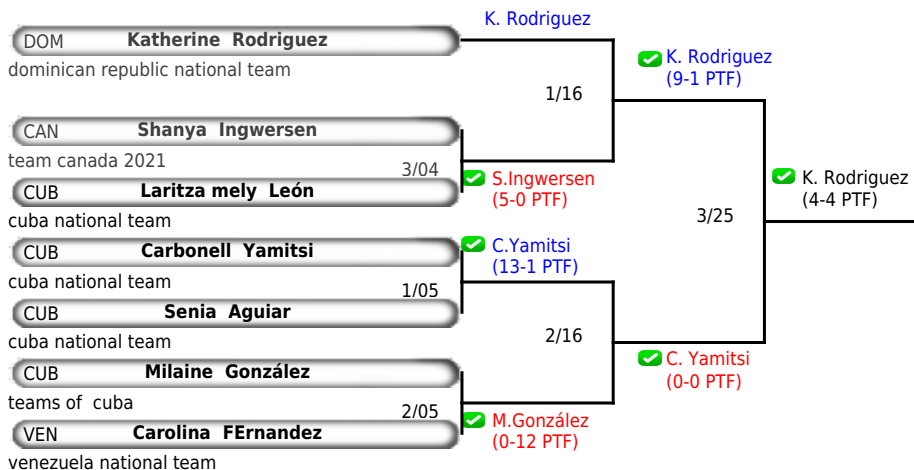 K. Rodriguez
DOM Katherine Rodriguez
dominican republic national team
K. Rodriguez
(9-1 PTF)
1/16
CAN Shanya Ingwersen
team canada 2021
3/04
S.Ingwersen
(5-0 PTF)
CUB Laritza mely León
cuba national team
K. Rodriguez
(4-4 PTF)
3/25
CUB Carbonell Yamitsi
cuba national team
C.Yamitsi
(13-1 PTF)
1/05
CUB Senia Aguiar
cuba national team
2/16
C. Yamitsi
(0-0 PTF)
CUB Milaine González
teams of cuba
2/05
M.González
(0-12 PTF)
VEN Carolina FErnandez
venezuela national team